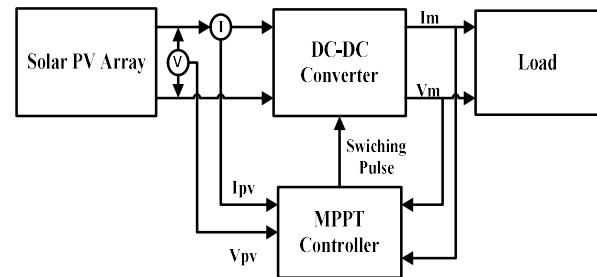 Solar PV Array
V
I
DC-DC
Converter
Im
Vm
Load
Swiching
Pulse
Ipv
Vpv
MPPT
Controller